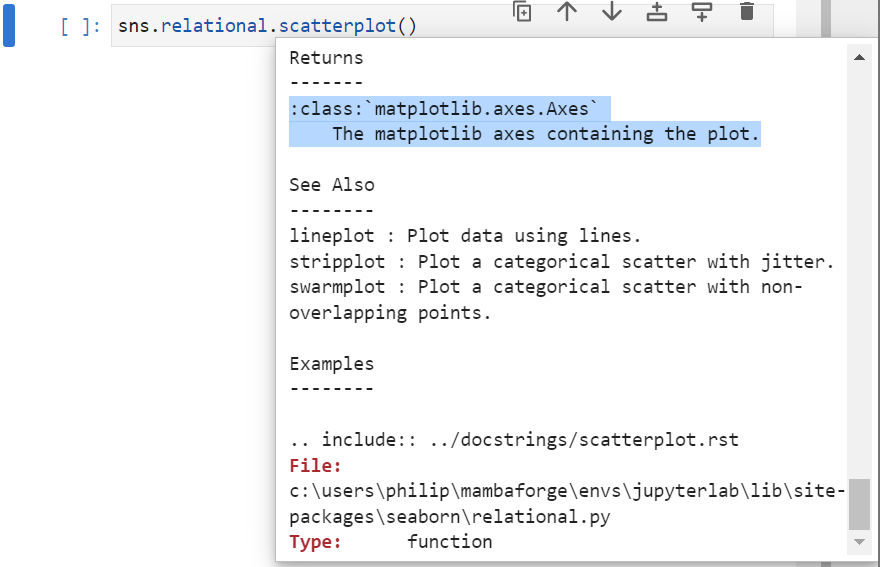 [ ]: sns.relational.scatterplot()
Returns
-------
:class:`matplotlib.axes.Axes`
    The matplotlib axes containing the plot.

See Also
--------
lineplot : Plot data using lines.
stripplot : Plot a categorical scatter with jitter.
swarmplot : Plot a categorical scatter with non-
overlapping points.

Examples
--------

.. include:: ../docstrings/scatterplot.rst
File:
c:\users\philip\mambaforge\envs\jupyterlab\lib\site-
packages\seaborn\relational.py
Type:      function